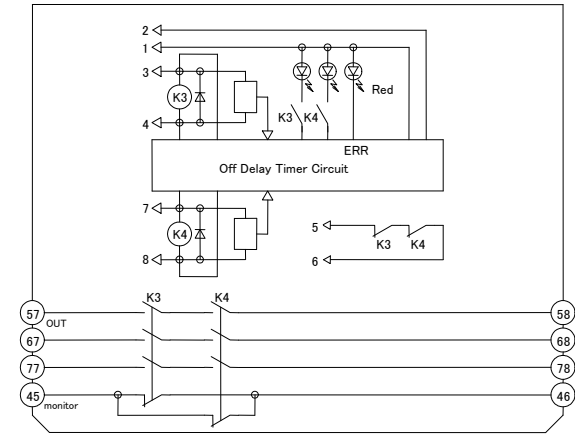 2
1
3
Red
K3
K3 K4
4
ERR
Off Delay Timer Circuit
7
5
K4
K3 K4
8
6
K3 K4
57 58
OUT
67 68
77 78
45 46
monitor